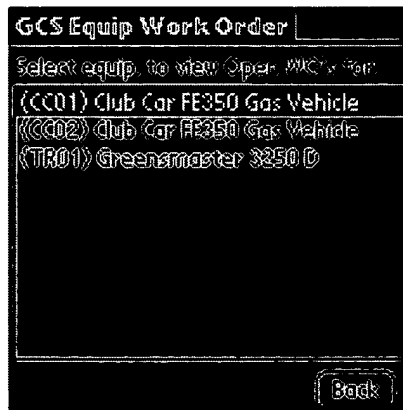 GCS Equip Work Order
Select equip. to view Open WO's for:
(CC01) Club Car FE350 Gas Vehicle
(CC02) Club Car FE350 Gas Vehicle
(TR01) Greensmaster 3250 D
Back